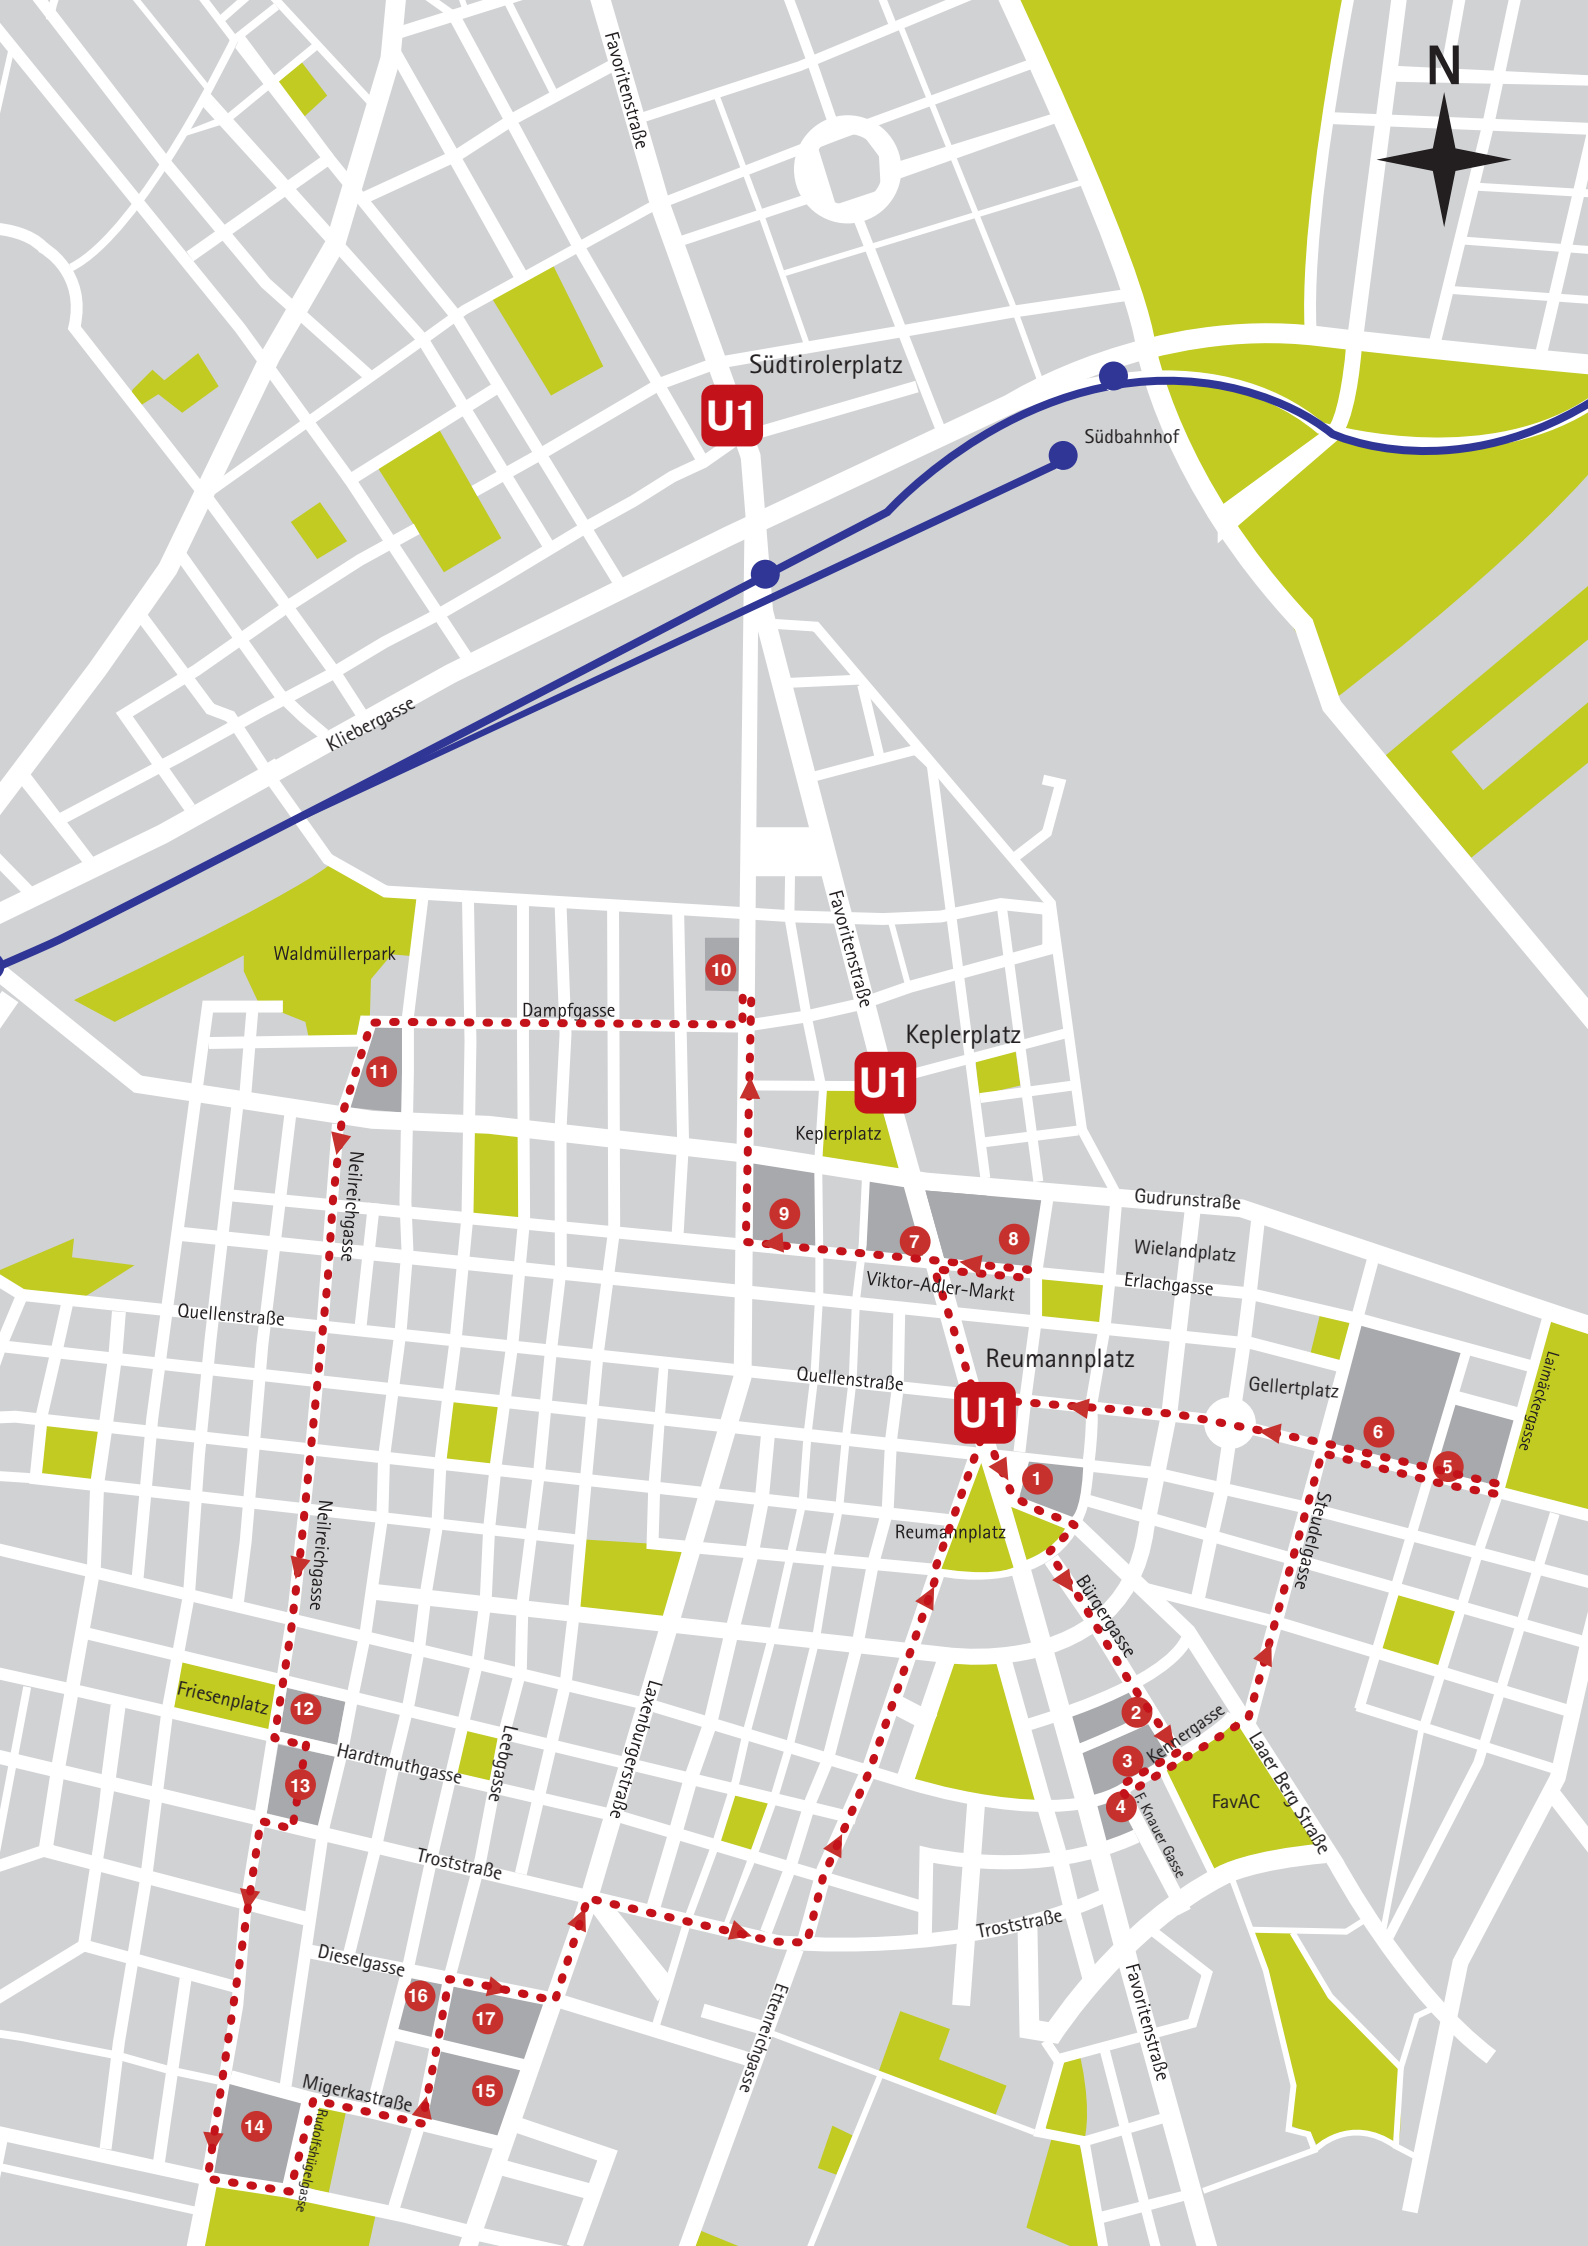 N
Favoritenstraße
Südtirolerplatz
U1
Südbahnhof
Kliebergasse
Favoritenstraße
Waldmüllerpark
10
Dampfgasse
Keplerplatz
U1
11
Keplerplatz
Neilreichgasse
Gudrunstraße
9
7
8
Wielandplatz
Viktor-Adler-Markt
Erlachgasse
Quellenstraße
Reumannplatz
Quellenstraße
Gellertplatz
Laimäckergasse
U1
6
5
1
Neilreichgasse
Reumannplatz
Steudelgasse
Bürgergasse
Friesenplatz
12
Laxenburgerstraße
2
Kennergasse
Hardtmuthgasse
Leebgasse
3
13
4
F. Knauer Gasse
FavAC
Laaer Berg Straße
Troststraße
Troststraße
Dieselgasse
16
17
Ettenreichgasse
Favoritenstraße
Migerkastraße
15
14
Rudolfshügelgasse